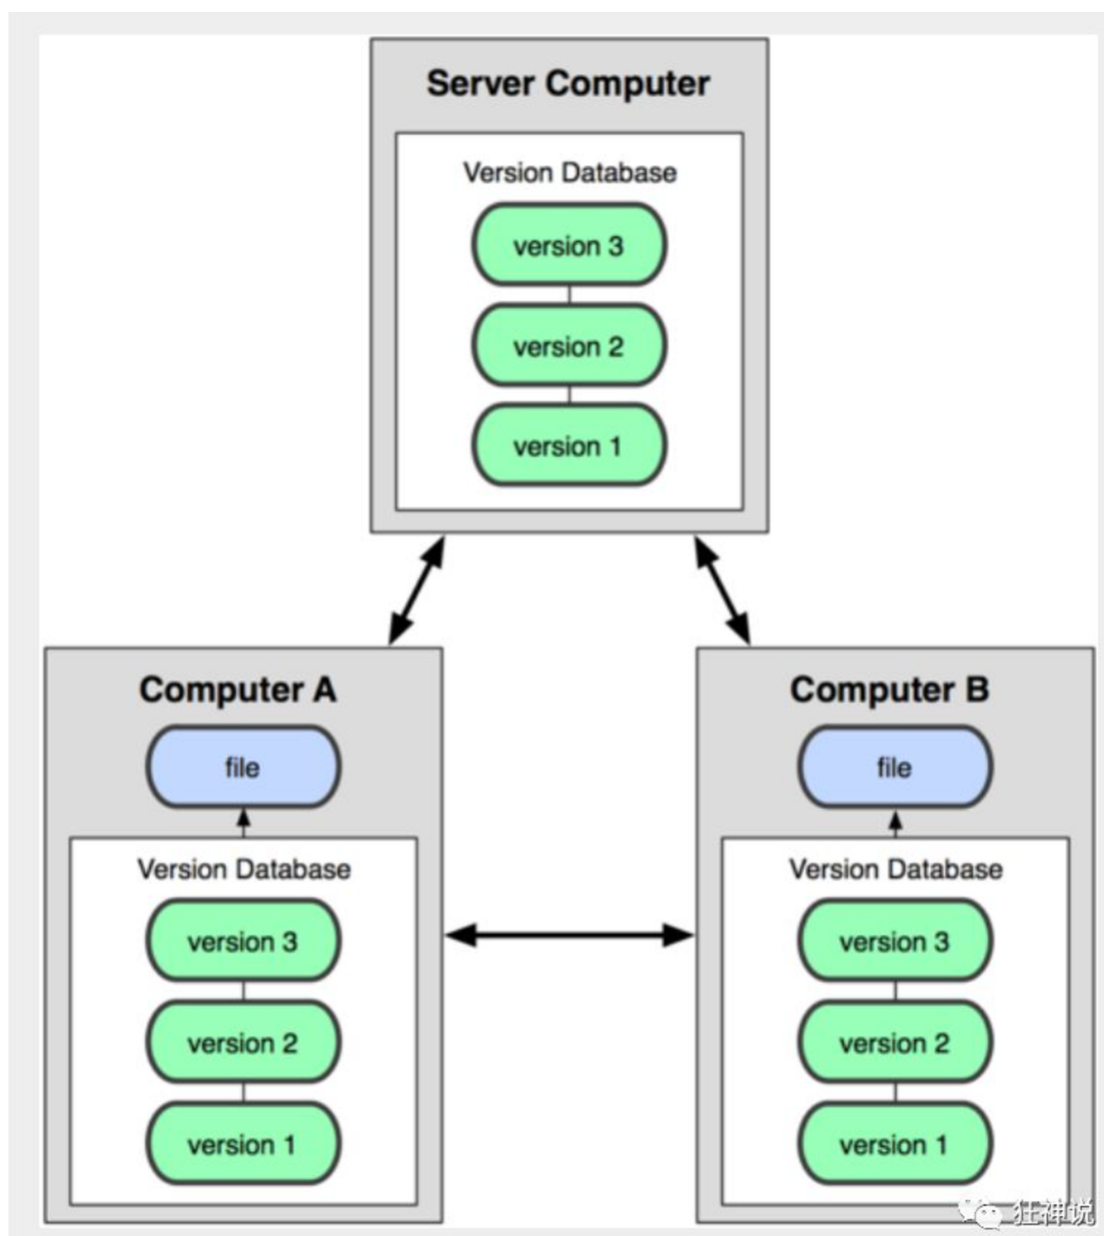 Server Computer
Version Database
version 3
version 2
version 1
Computer A
file
Version Database
version 3
version 2
version 1
Computer B
file
Version Database
version 3
version 2
version 1
狂神说